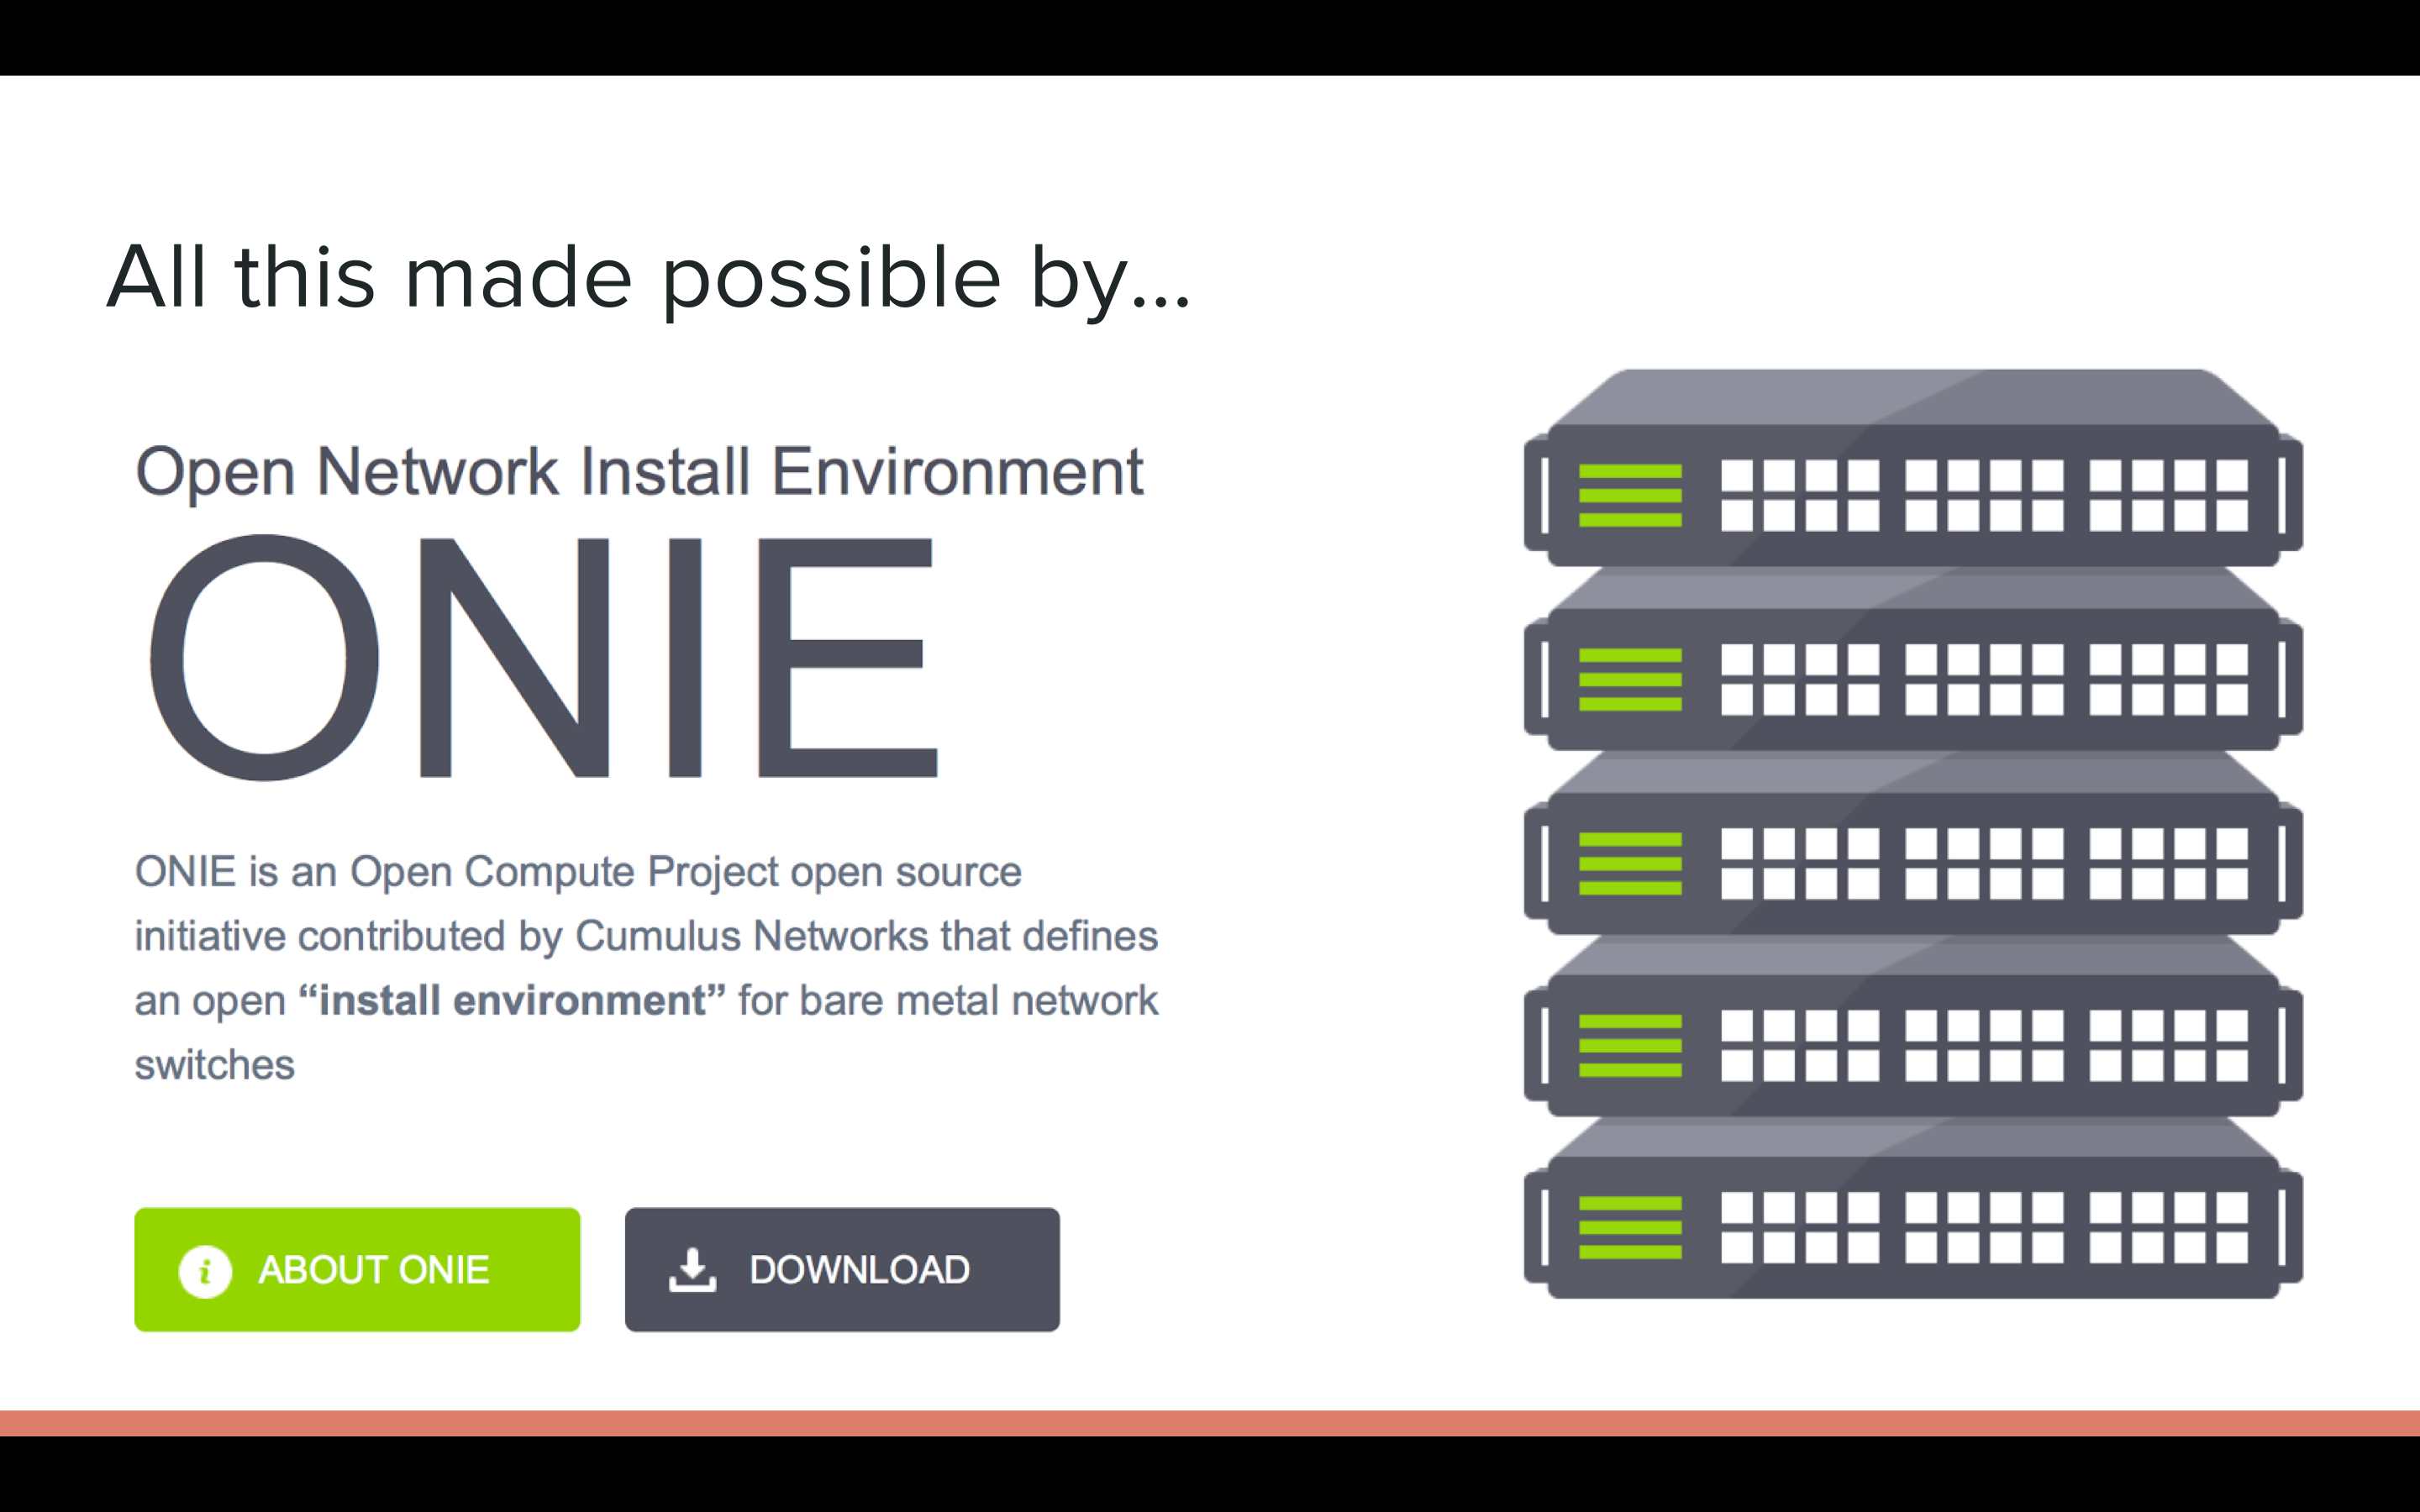 All this made possible by...
Open Network Install Environment
ONIE
ONIE is an Open Compute Project open source
initiative contributed by Cumulus Networks that defines
an open “install environment” for bare metal network
switches
ABOUT ONIE
DOWNLOAD